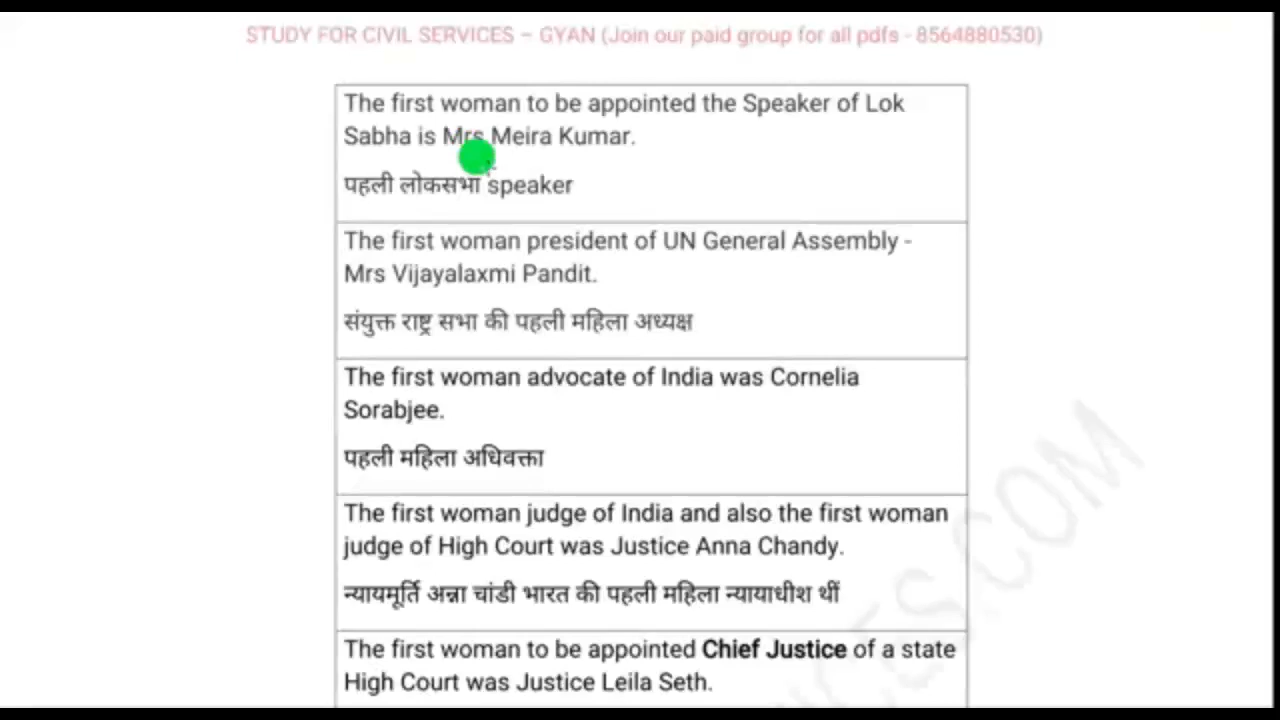 STUDY FOR CIVIL SERVICES – GYAN (Join our paid group for all pdfs - 8564880530)
The first woman to be appointed the Speaker of Lok
Sabha is Mrs Meira Kumar.
पहली लोकसभा speaker
The first woman president of UN General Assembly -
Mrs Vijayalaxmi Pandit.
संयुक्त राष्ट्र सभा की पहली महिला अध्यक्ष
The first woman advocate of India was Cornelia
Sorabjee.
पहली महिला अधिवक्ता
The first woman judge of India and also the first woman
judge of High Court was Justice Anna Chandy.
न्यायमूर्ति अन्ना चांडी भारत की पहली महिला न्यायाधीश थीं
The first woman to be appointed Chief Justice of a state
High Court was Justice Leila Seth.